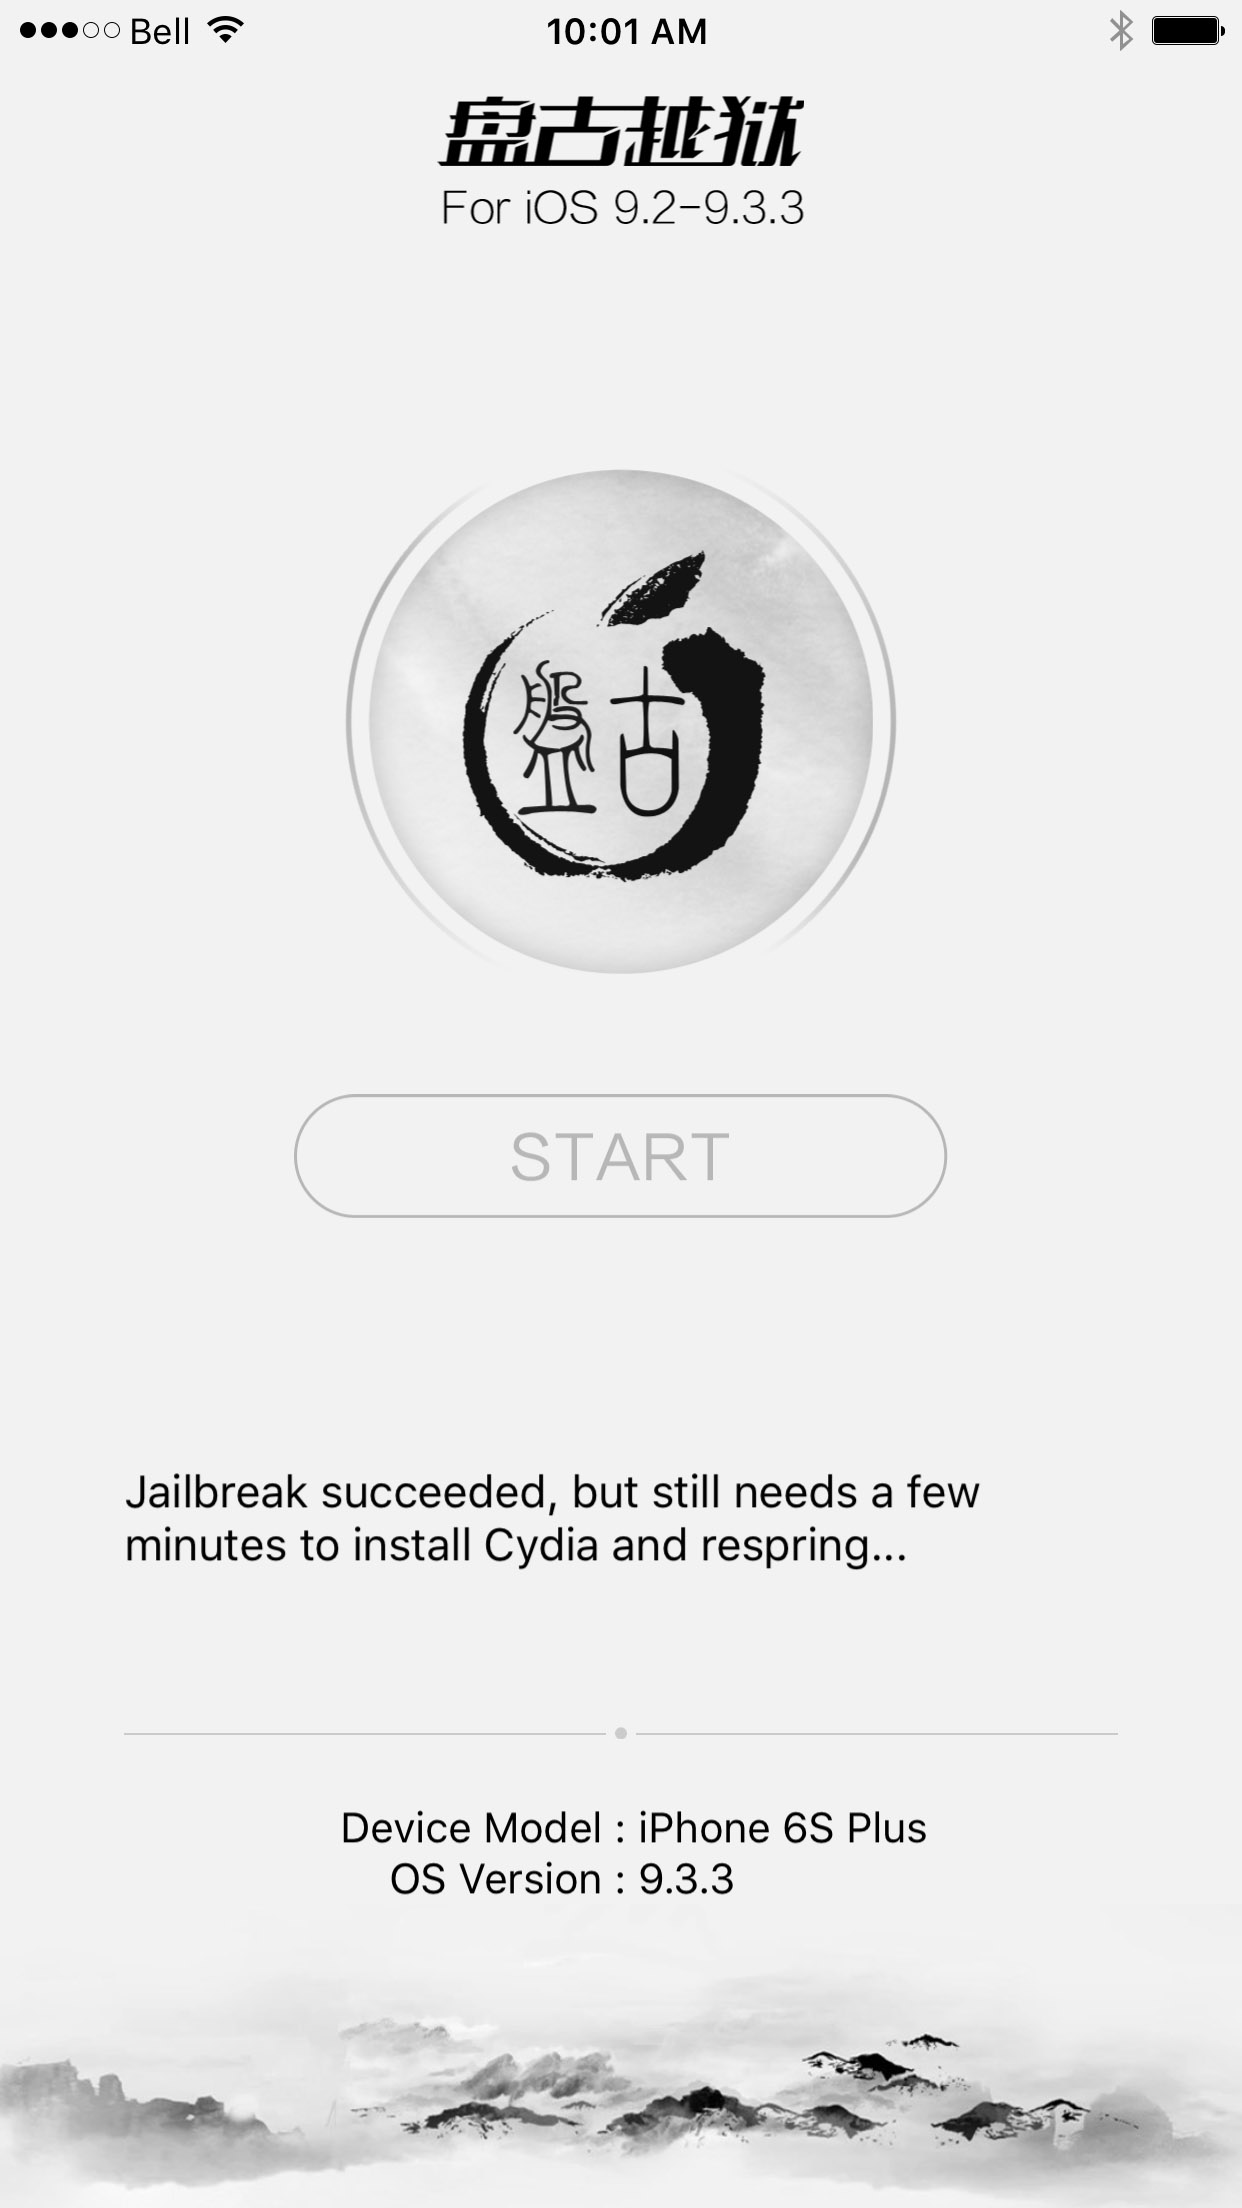 Bell
10:01 AM
盘古越狱
For iOS 9.2-9.3.3
盤古
START
Jailbreak succeeded, but still needs a few
minutes to install Cydia and respring...
Device Model : iPhone 6S Plus
OS Version : 9.3.3